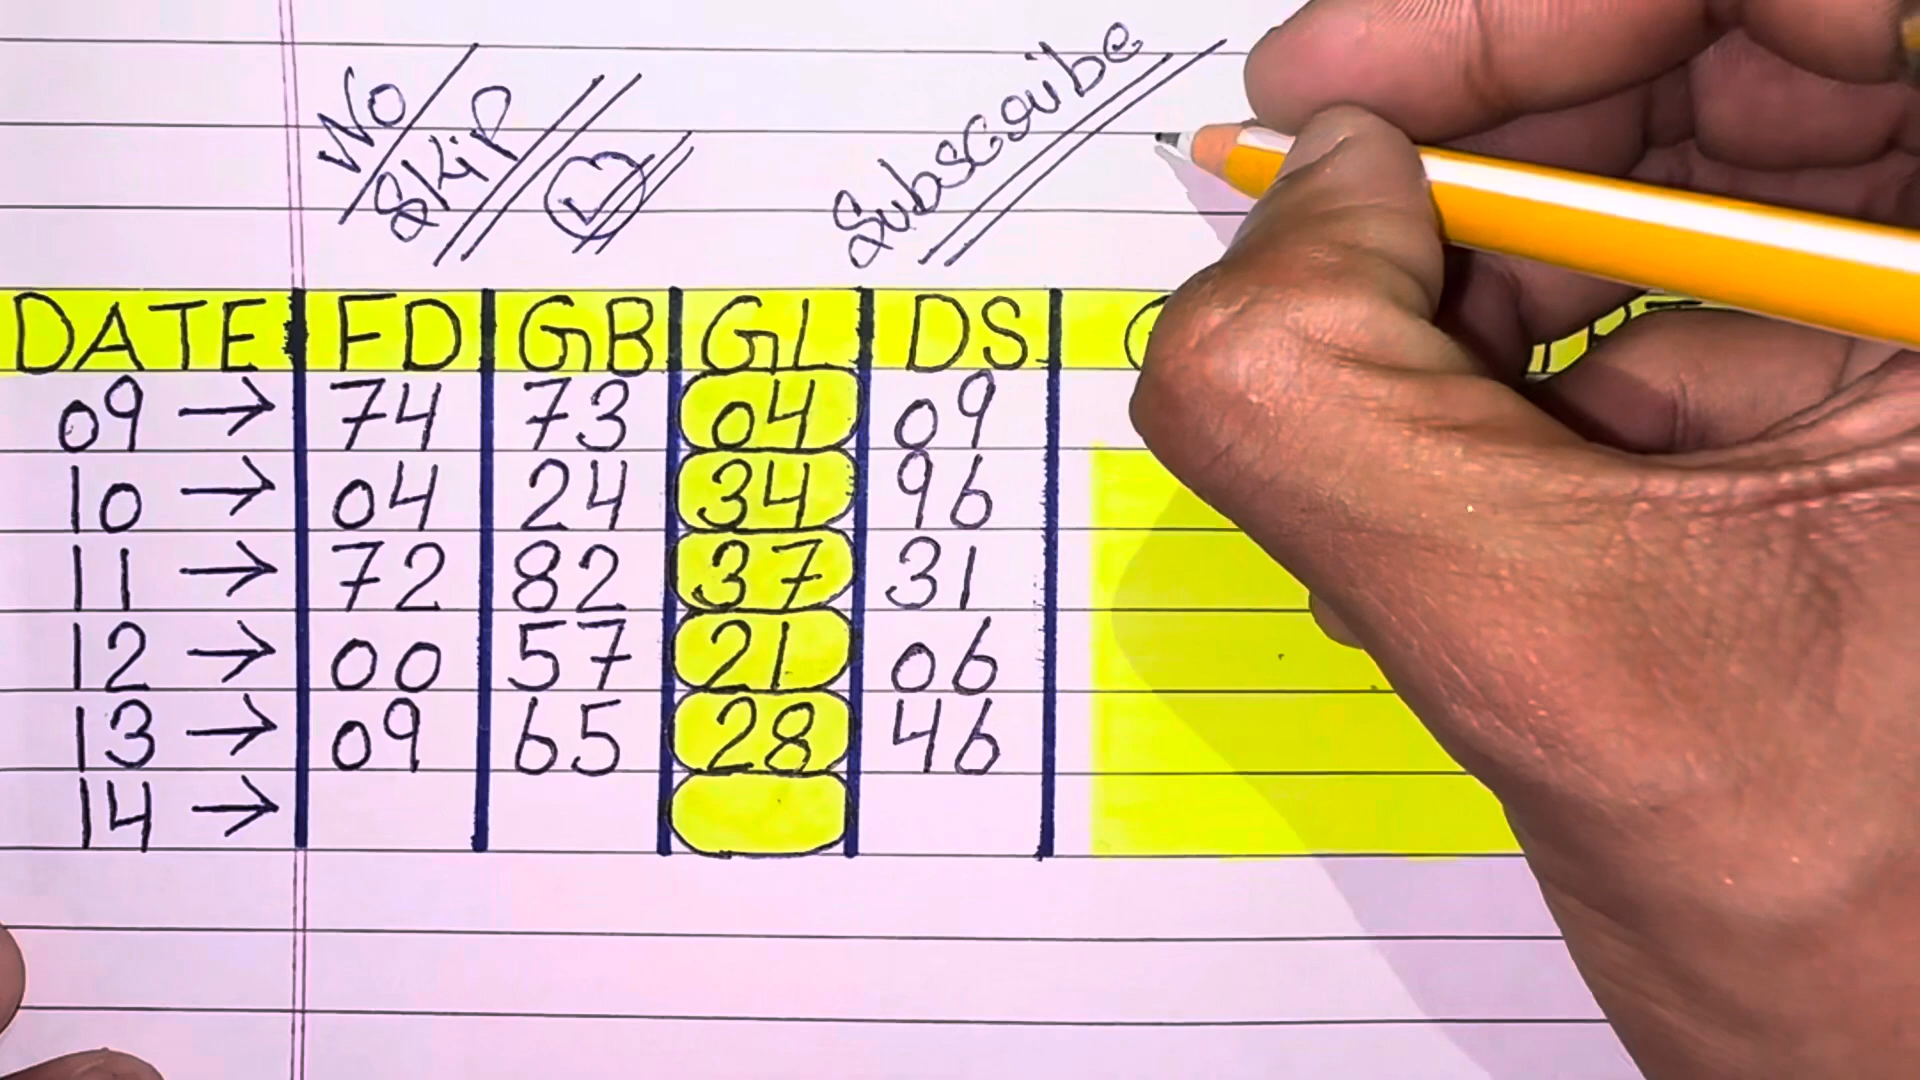 No
Skip
Subscribe
DATE FD GB GL DS
09 → 74 73 04 09
10 → 04 24 34 96
11 → 72 82 37 31
12 → 00 57 21 06
13 → 09 65 28 46
14 →